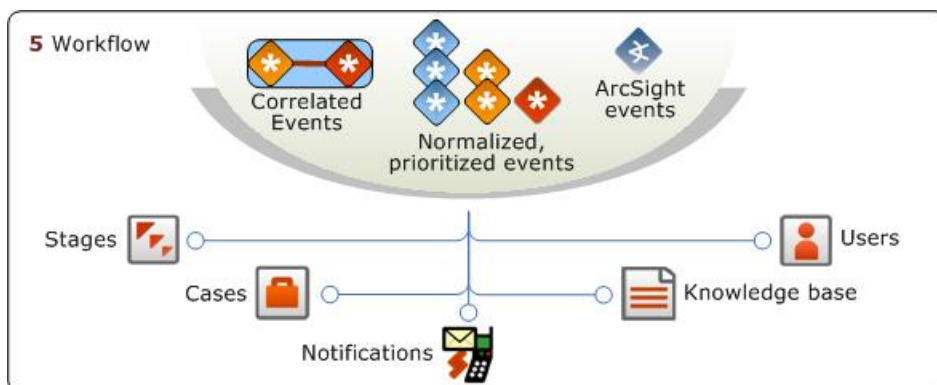 5 Workflow
Correlated
Events
Normalized,
prioritized events
ArcSight
events
Stages
Users
Cases
Knowledge base
Notifications